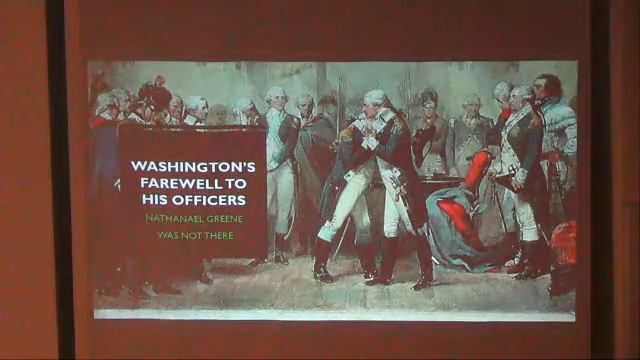 WASHINGTON'S
FAREWELL TO
HIS OFFICERS
NATHANAEL GREENE
WAS NOT THERE